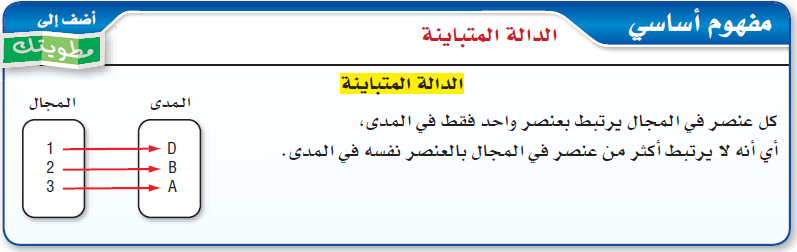 مفهوم أساسي
الدالة المتباينة
أضف إلى
مطويتك
الدالة المتباينة
كل عنصر في المجال يرتبط بعنصر واحد فقط في المدى،
أي أنه لا يرتبط أكثر من عنصر في المجال بالعنصر نفسه في المدى.
المدى
المجال
1 D
2 B
3 A